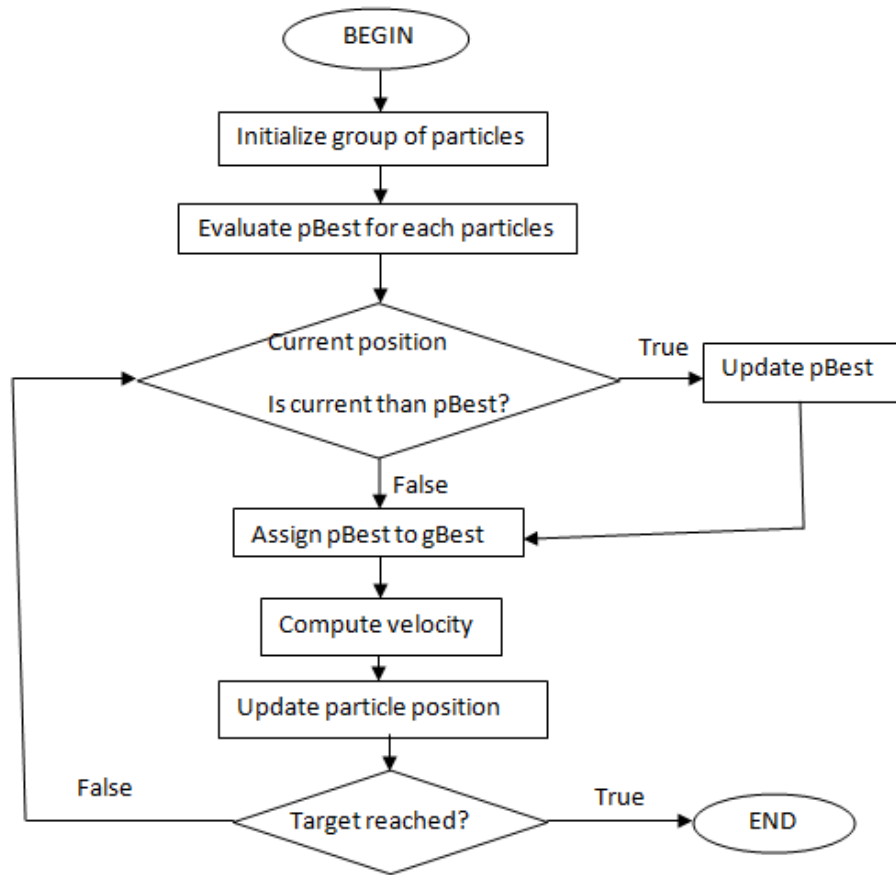 BEGIN
Initialize group of particles
Evaluate pBest for each particles
Current position
Is current than pBest?
True
Update pBest
False
Assign pBest to gBest
Compute velocity
Update particle position
Target reached?
False
True
END